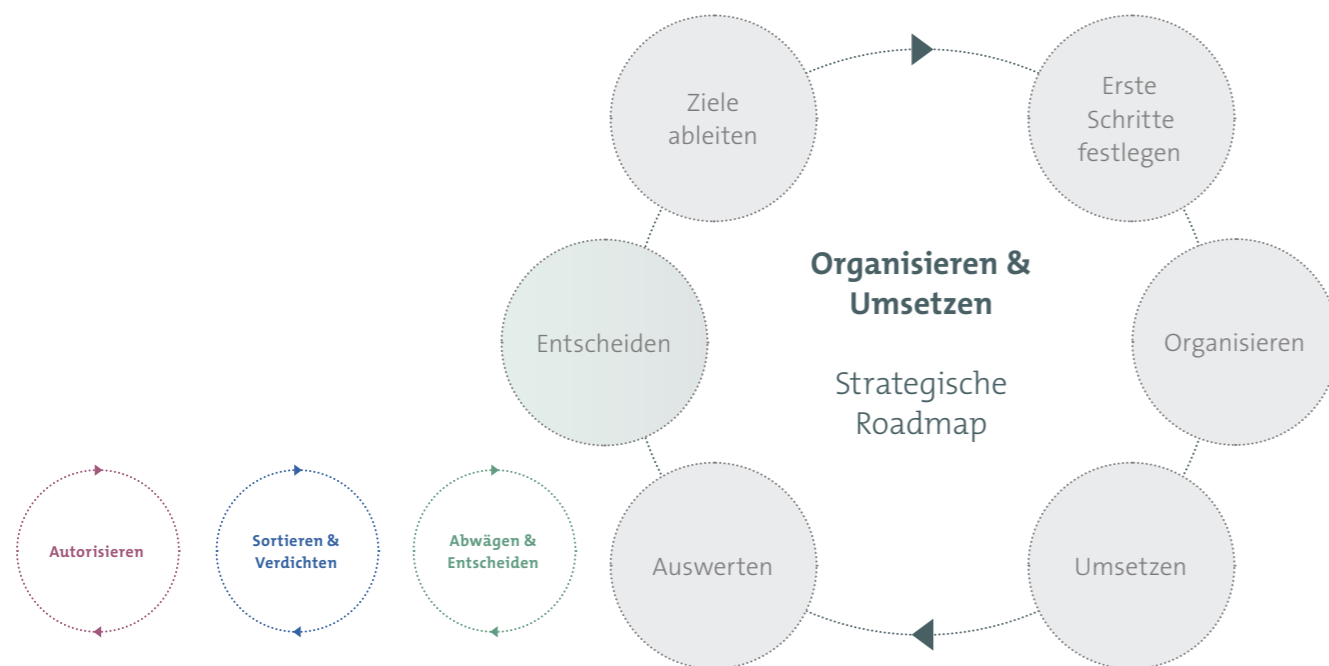 Ziele
ableiten
Erste
Schritte
festlegen
Organisieren &
Umsetzen
Strategische
Roadmap
Entscheiden
Organisieren
Autorisieren
Sortieren &
Verdichten
Abwägen &
Entscheiden
Auswerten
Umsetzen